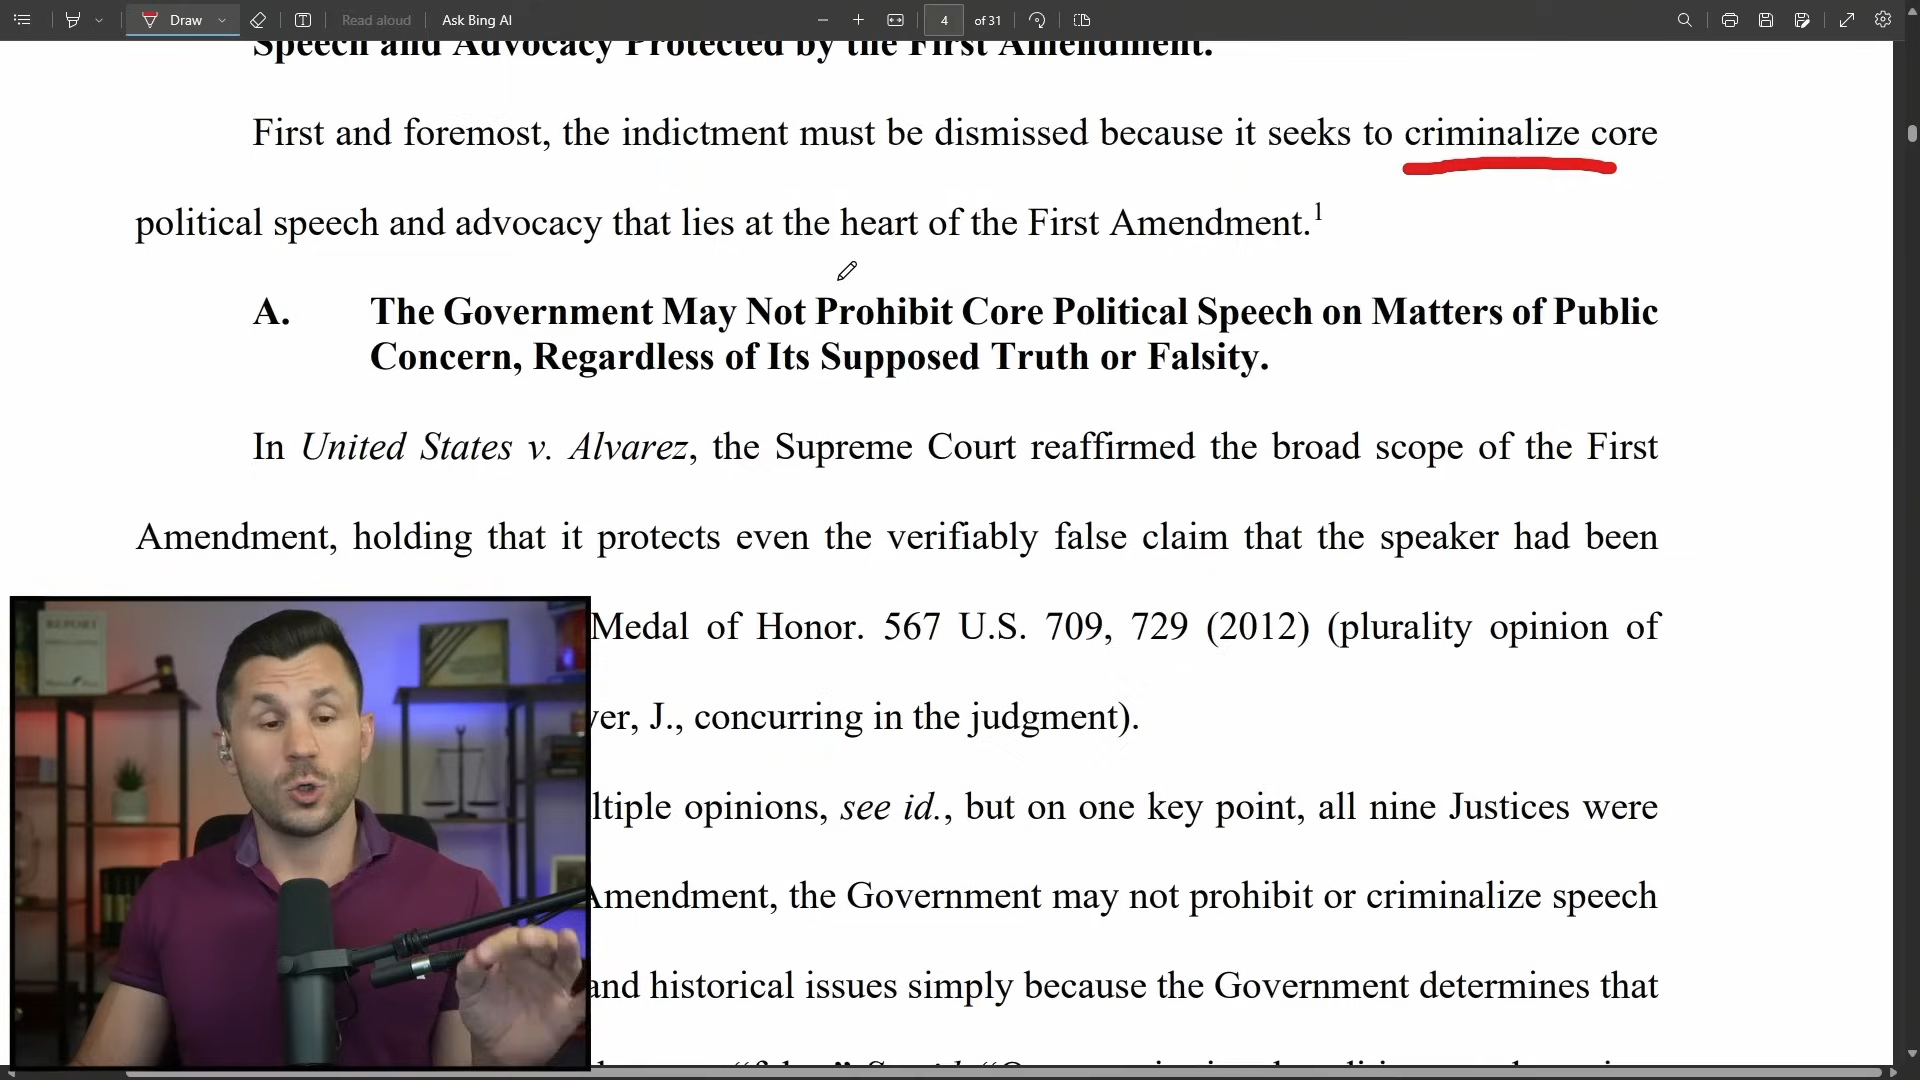 Draw
Read aloud
Ask Bing AI
4 of 31
Speech and Advocacy Protected by the First Amendment.
First and foremost, the indictment must be dismissed because it seeks to criminalize core
political speech and advocacy that lies at the heart of the First Amendment.1
A. The Government May Not Prohibit Core Political Speech on Matters of Public
Concern, Regardless of Its Supposed Truth or Falsity.
In United States v. Alvarez, the Supreme Court reaffirmed the broad scope of the First
Amendment, holding that it protects even the verifiably false claim that the speaker had been
Medal of Honor. 567 U.S. 709, 729 (2012) (plurality opinion of
yer, J., concurring in the judgment).
ltiple opinions, see id., but on one key point, all nine Justices were
Amendment, the Government may not prohibit or criminalize speech
and historical issues simply because the Government determines that
REPORT